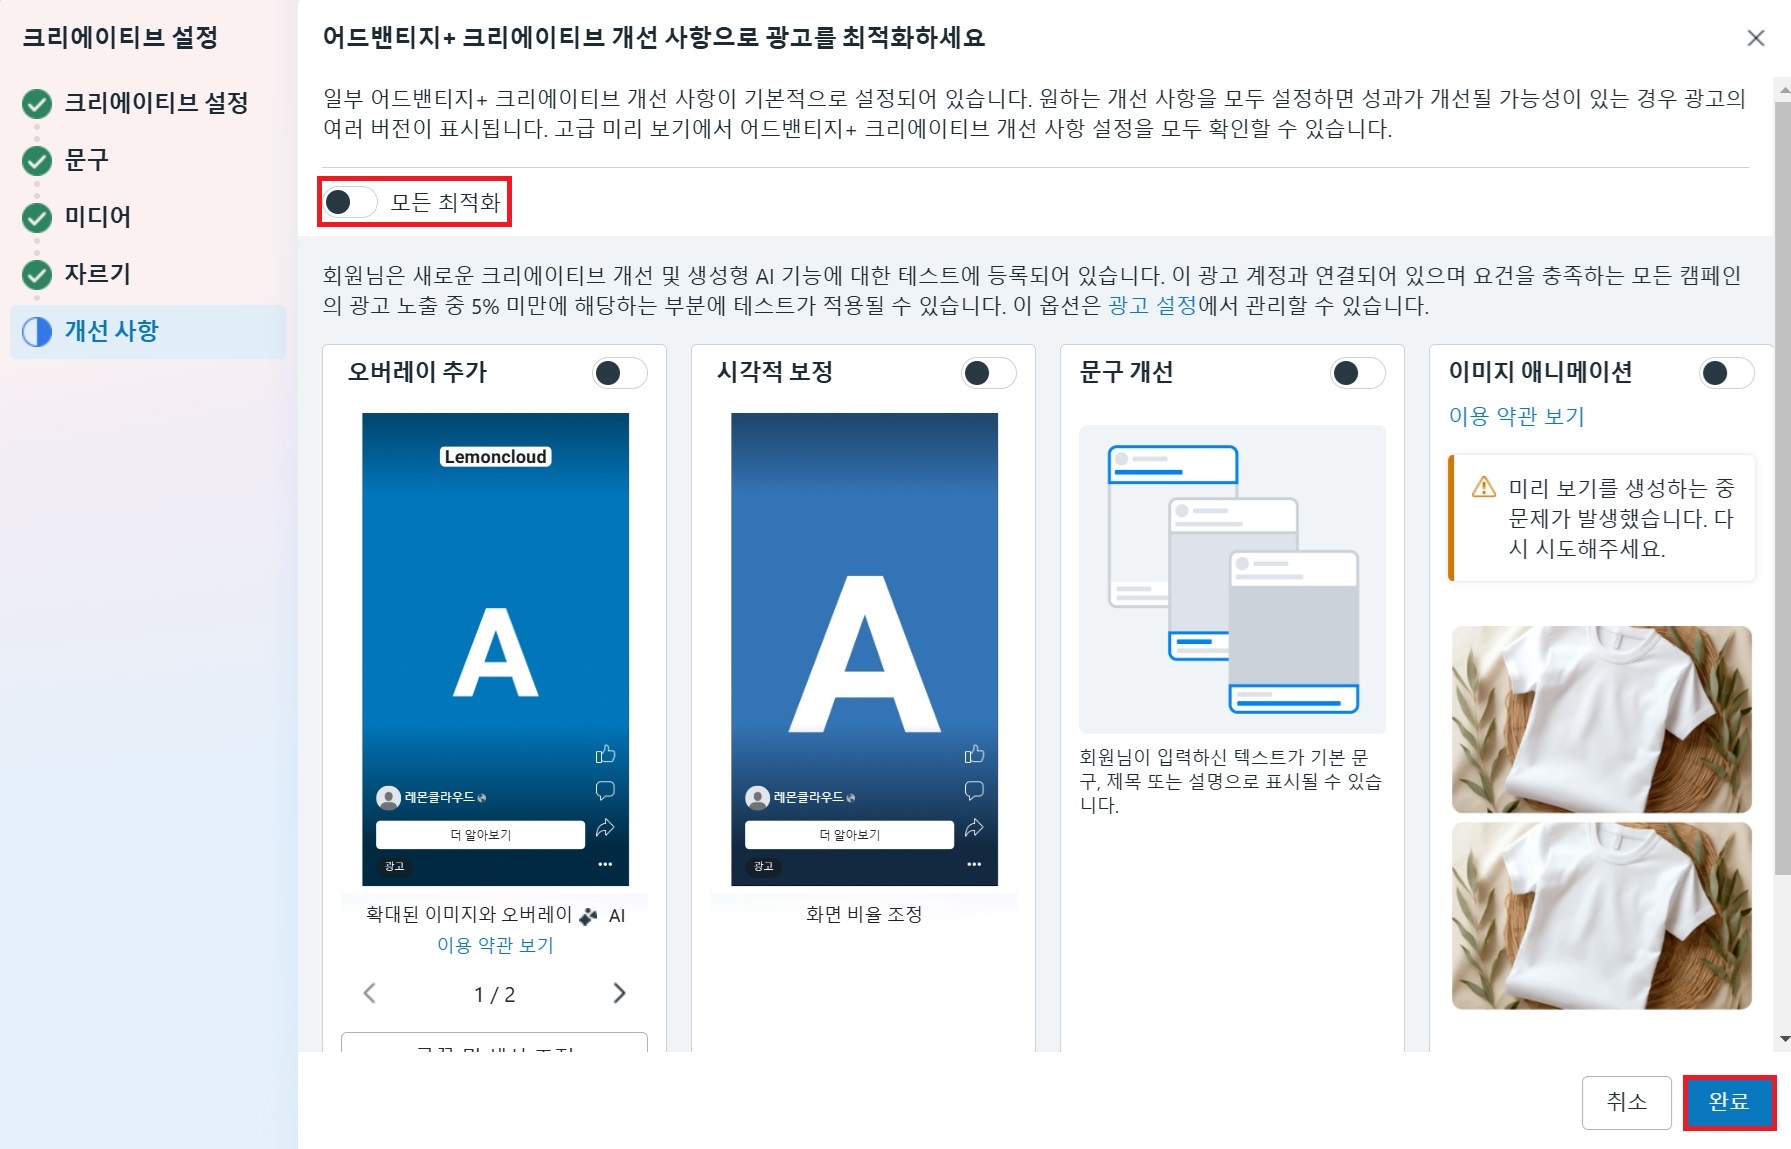 크리에이티브 설정
크리에이티브 설정
문구
미디어
자르기
개선 사항
어드밴티지+ 크리에이티브 개선 사항으로 광고를 최적화하세요
일부 어드밴티지+ 크리에이티브 개선 사항이 기본적으로 설정되어 있습니다. 원하는 개선 사항을 모두 설정하면 성과가 개선될 가능성이 있는 경우 광고의
여러 버전이 표시됩니다. 고급 미리 보기에서 어드밴티지+ 크리에이티브 개선 사항 설정을 모두 확인할 수 있습니다.
모든 최적화
회원님은 새로운 크리에이티브 개선 및 생성형 AI 기능에 대한 테스트에 등록되어 있습니다. 이 광고 계정과 연결되어 있으며 요건을 충족하는 모든 캠페인
의 광고 노출 중 5% 미만에 해당하는 부분에 테스트가 적용될 수 있습니다. 이 옵션은 광고 설정에서 관리할 수 있습니다.
오버레이 추가
Lemoncloud
A
레몬클라우드
더 알아보기
광고
확대된 이미지와 오버레이 AI
이용 약관 보기
1 / 2
시각적 보정
A
레몬클라우드
더 알아보기
광고
화면 비율 조정
문구 개선
회원님이 입력하신 텍스트가 기본 문
구, 제목 또는 설명으로 표시될 수 있습
니다.
이미지 애니메이션
이용 약관 보기
미리 보기를 생성하는 중
문제가 발생했습니다. 다
시 시도해주세요.
취소
완료